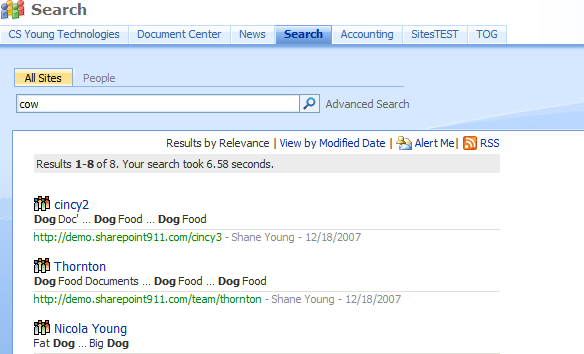 Search
CS Young Technologies Document Center News Search Accounting SitesTEST TOG
All Sites People
cow Advanced Search
Results by Relevance | View by Modified Date | Alert Me | RSS
Results 1-8 of 8. Your search took 6.58 seconds.
cincy2
Dog Doc' ... Dog Food ... Dog Food
http://demo.sharepoint911.com/cincy3 - Shane Young - 12/18/2007
Thornton
Dog Food Documents ... Dog Food ... Dog Food
http://demo.sharepoint911.com/team/thornton - Shane Young - 12/18/2007
Nicola Young
Fat Dog ... Big Dog